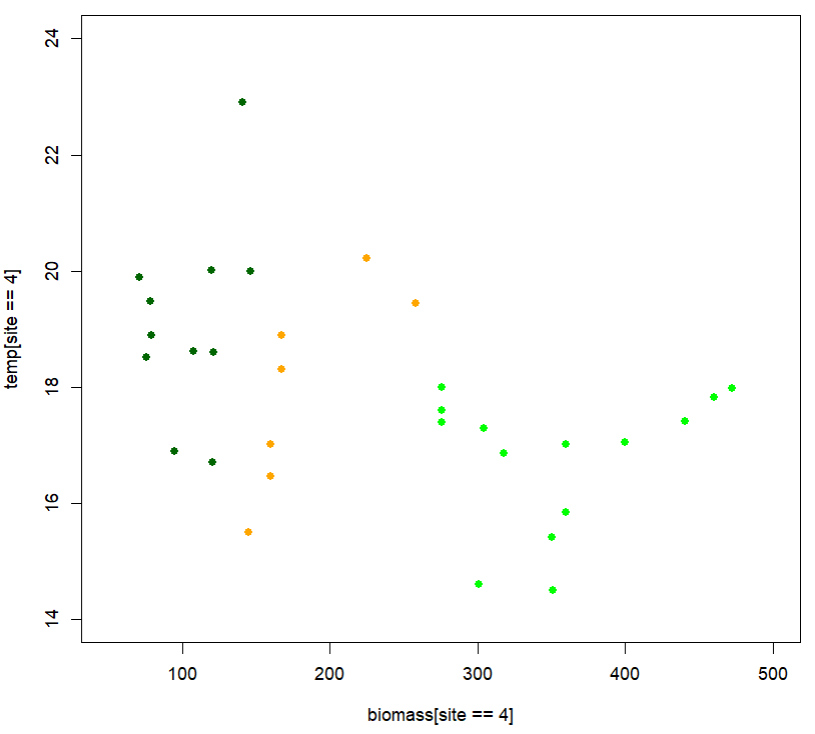 24
22
20
18
16
14
temp[site == 4]
100 200 300 400 500
biomass[site == 4]